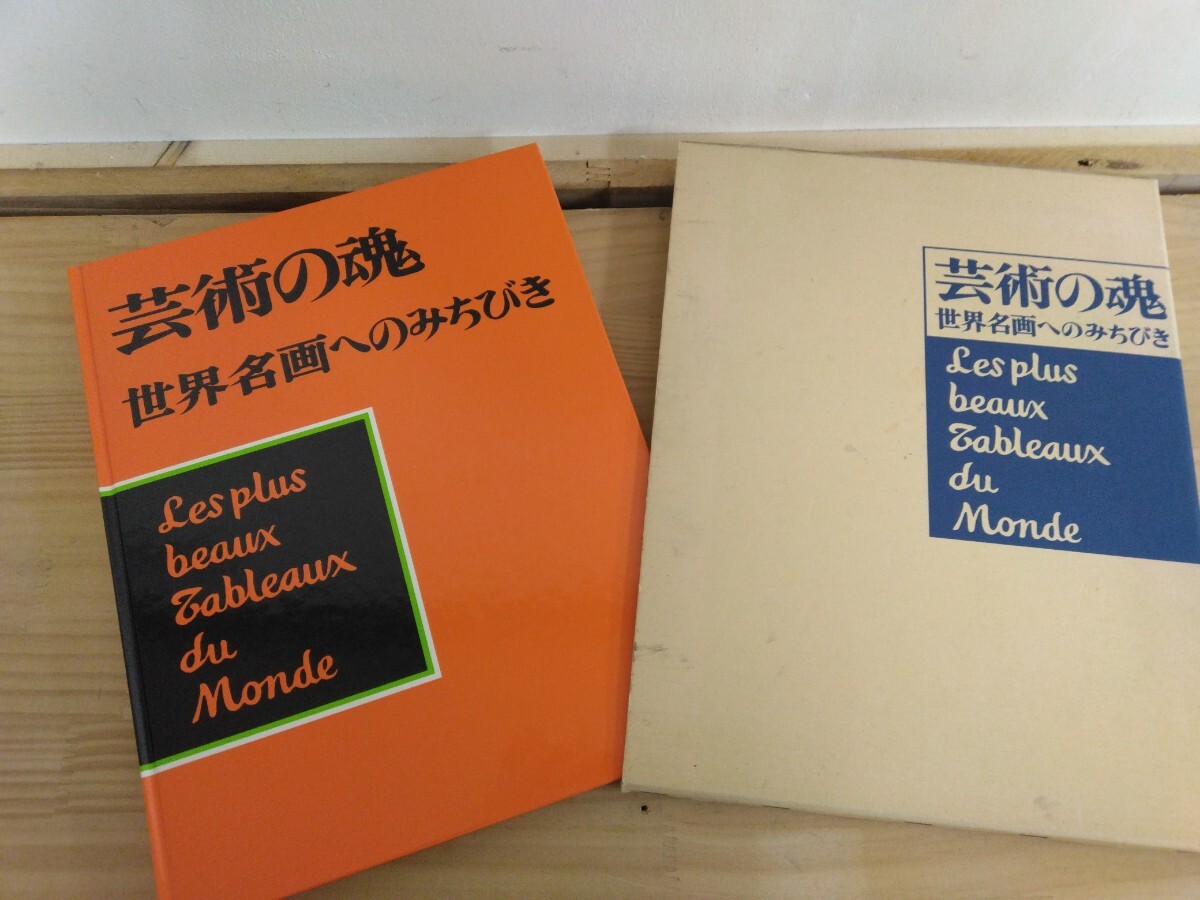 芸術の魂
世界名画へのみちびき
Les plus
beaux
Tableaux
du
Monde
芸術の魂
世界名画へのみちびき
Les plus
beaux
Tableaux
du
Monde